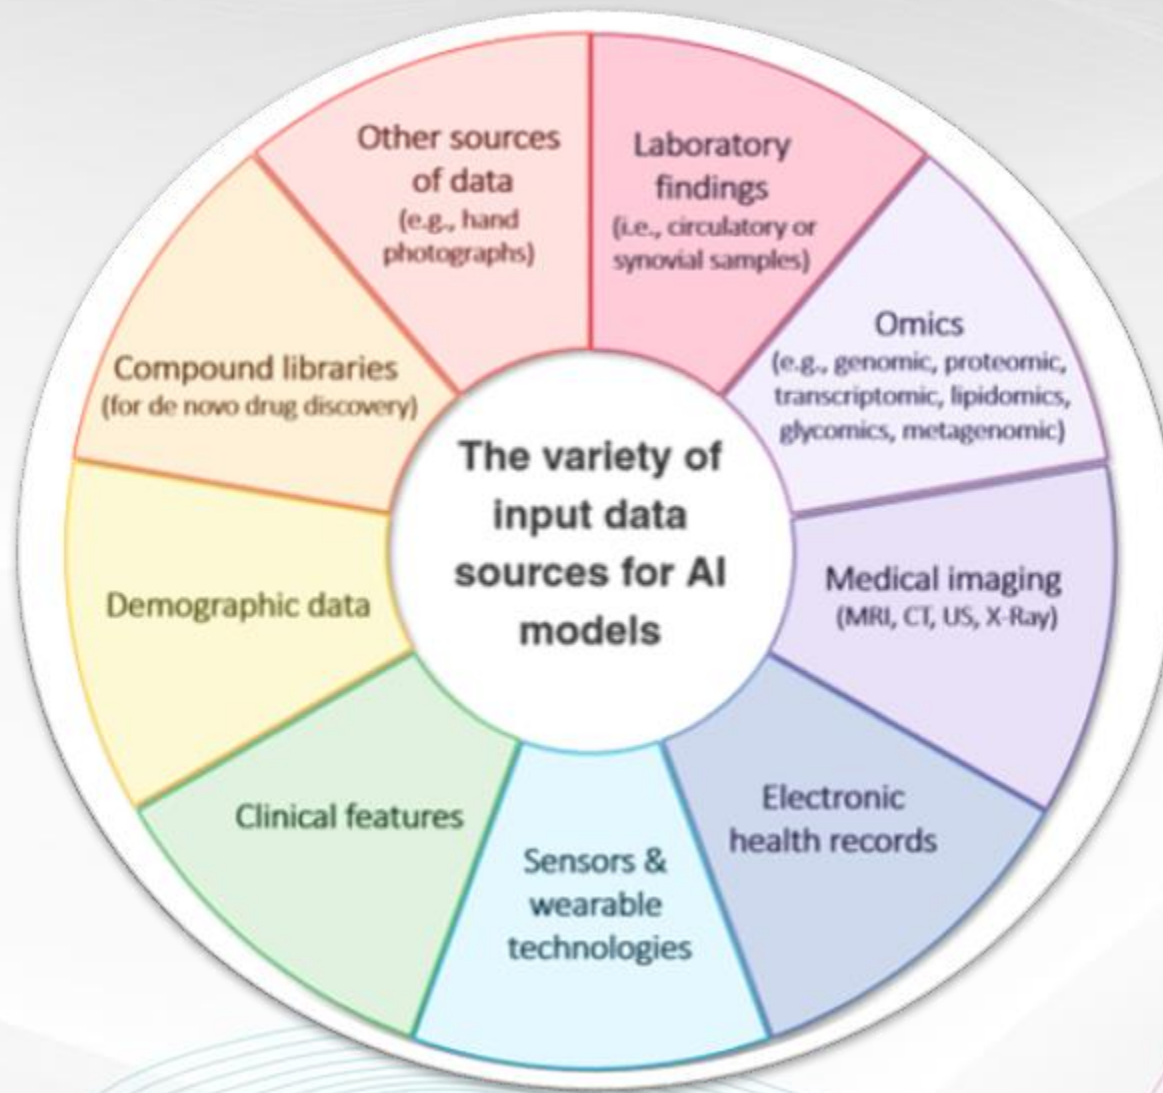 Other sources
of data
(e.g., hand
photographs)
Laboratory
findings
(i.e., circulatory or
synovial samples)
Omics
(e.g., genomic, proteomic,
transcriptomic, lipidomics,
glycomics, metagenomic)
Medical imaging
(MRI, CT, US, X-Ray)
Electronic
health records
Sensors &
wearable
technologies
Clinical features
Demographic data
Compound libraries
(for de novo drug discovery)
The variety of
input data
sources for AI
models